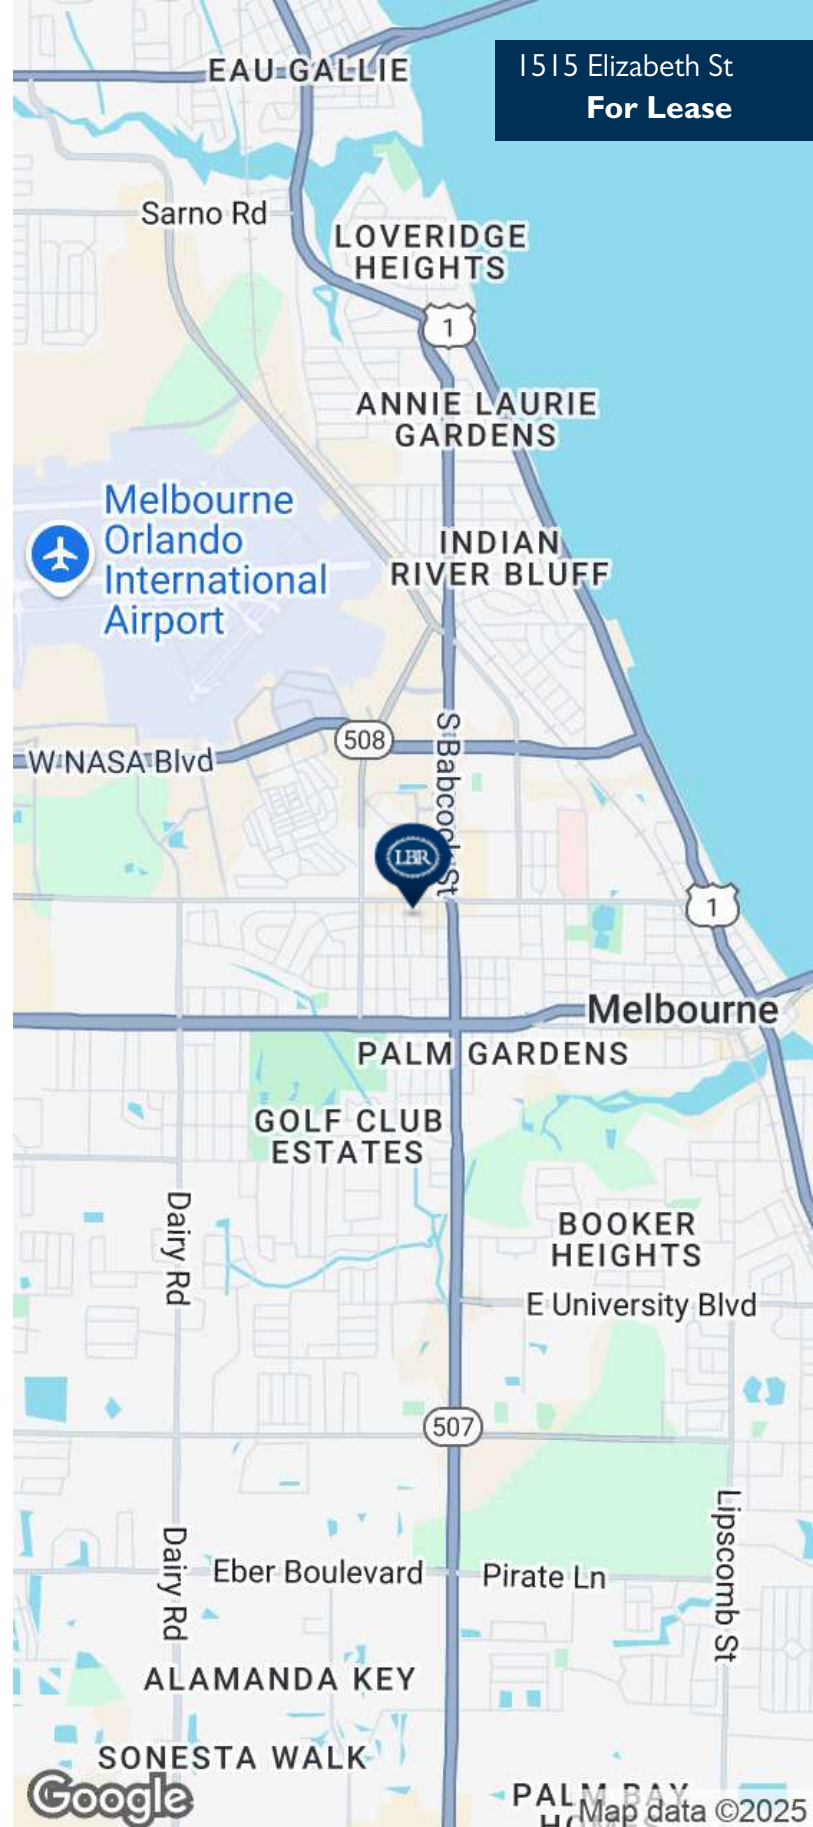 1515 Elizabeth St
For Lease
EAU GALLIE
Sarno Rd
LOVERIDGE
HEIGHTS
1
ANNIE LAURIE
GARDENS
Melbourne
Orlando
International
Airport
INDIAN
RIVER BLUFF
508
W NASA Blvd
S Babcock St
LBR
1
Melbourne
PALM GARDENS
GOLF CLUB
ESTATES
Dairy Rd
BOOKER
HEIGHTS
E University Blvd
507
Lipscomb St
Dairy Rd
Eber Boulevard
Pirate Ln
ALAMANDA KEY
SONESTA WALK
Google
PALM BAY
Map data ©2025